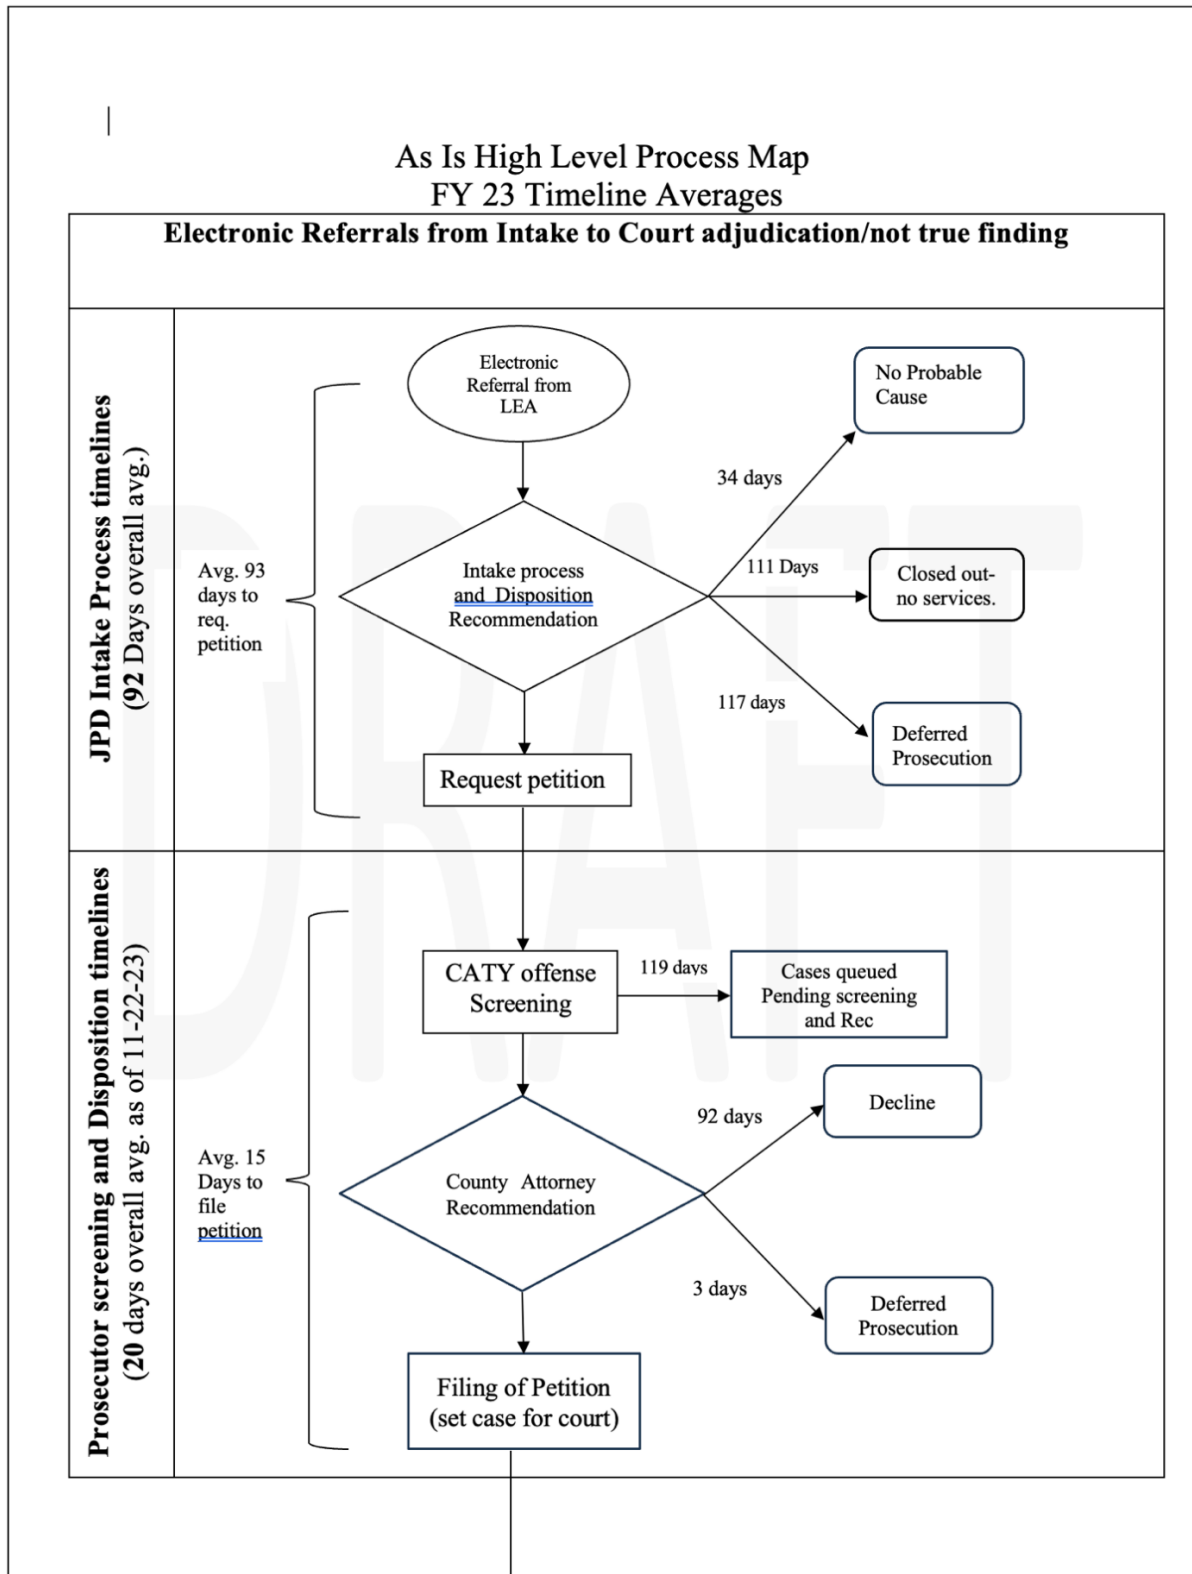 As Is High Level Process Map
FY 23 Timeline Averages
Electronic Referrals from Intake to Court adjudication/not true finding
JPD Intake Process timelines
(92 Days overall avg.)
Avg. 93
days to
req.
petition
Electronic
Referral from
LEA
Intake process
and Disposition
Recommendation
Request petition
34 days
No Probable
Cause
111 Days
Closed out-
no services.
117 days
Deferred
Prosecution
DRAFT
Prosecutor screening and Disposition timelines
(20 days overall avg. as of 11-22-23)
Avg. 15
Days to
file
petition
CATY offense
Screening
119 days
Cases queued
Pending screening
and Rec
County Attorney
Recommendation
92 days
Decline
3 days
Deferred
Prosecution
Filing of Petition
(set case for court)